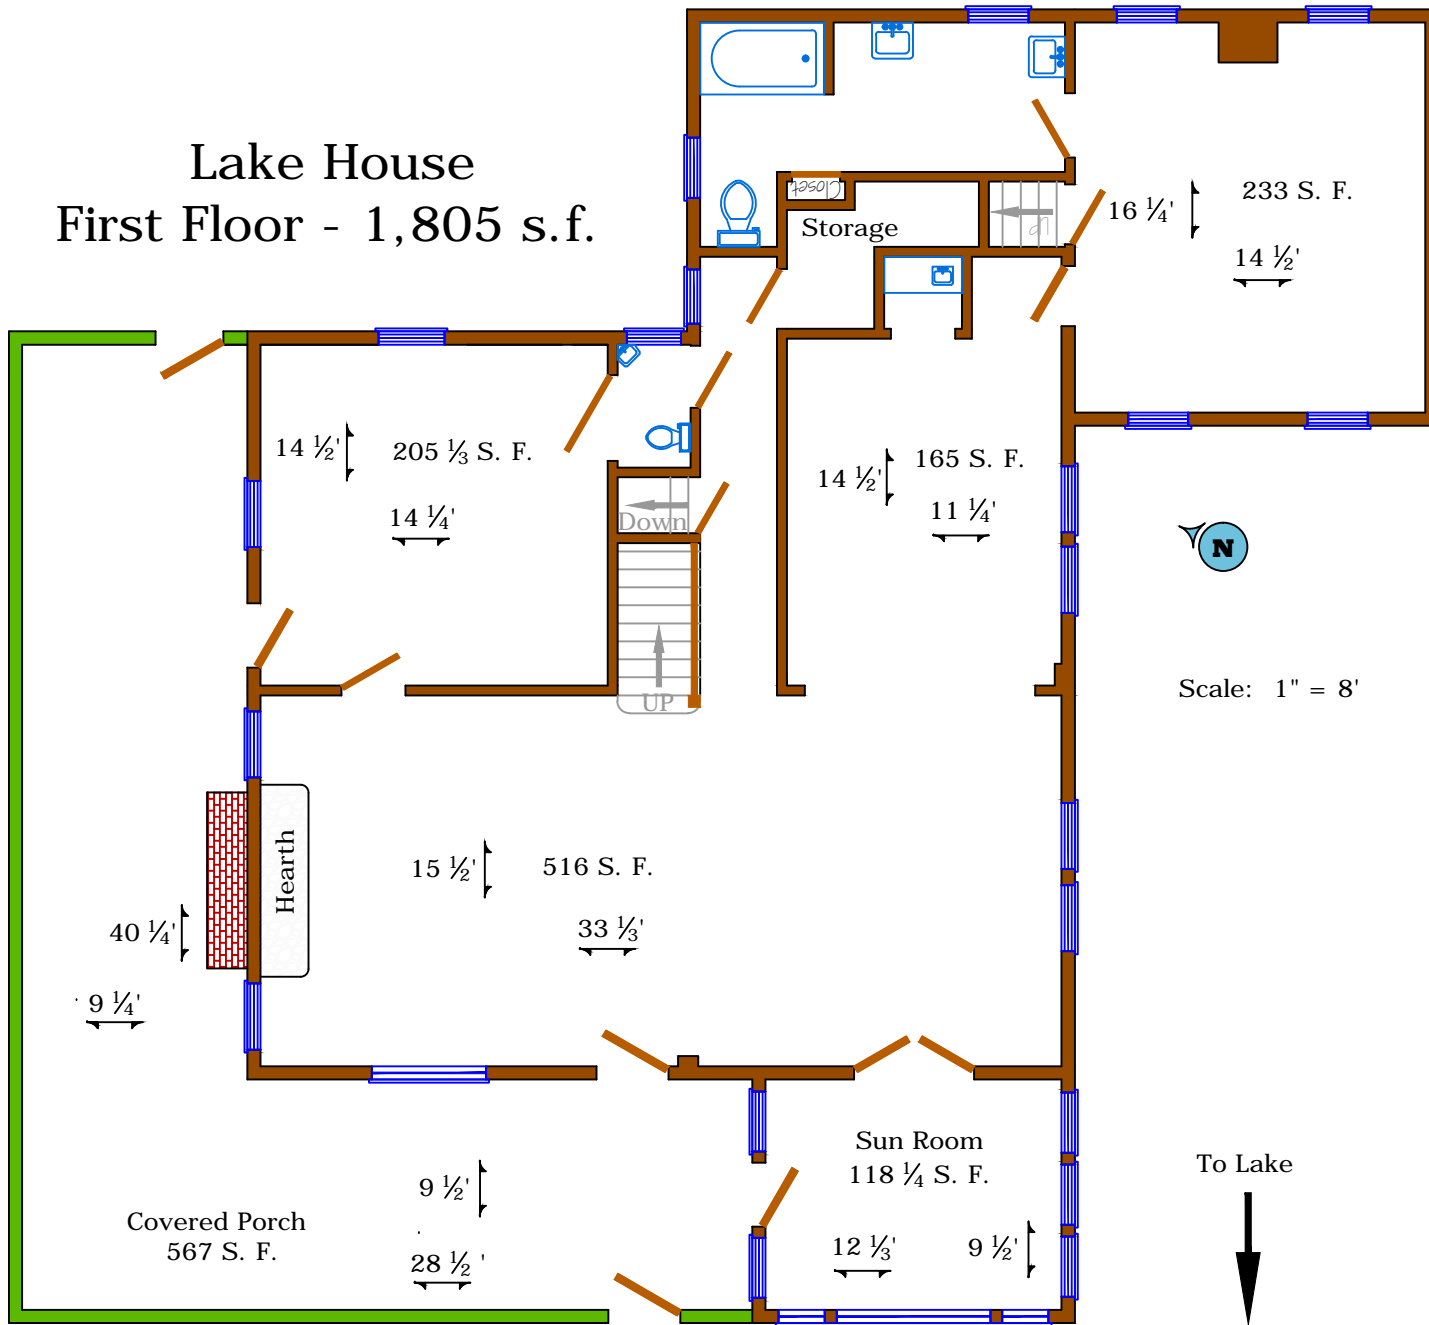 Lake House
First Floor - 1,805 s.f.
Closet
Storage
Up
16 ¼'
233 S. F.
14 ½'
14 ½'
205 ⅓ S. F.
14 ¼'
14 ½'
165 S. F.
11 ¼'
Down
N
UP
Scale: 1" = 8'
Hearth
15 ½'
516 S. F.
33 ⅓'
40 ¼'
9 ¼'
Sun Room
118 ¼ S. F.
12 ⅓'
9 ½'
To Lake
9 ½'
Covered Porch
567 S. F.
28 ½ '